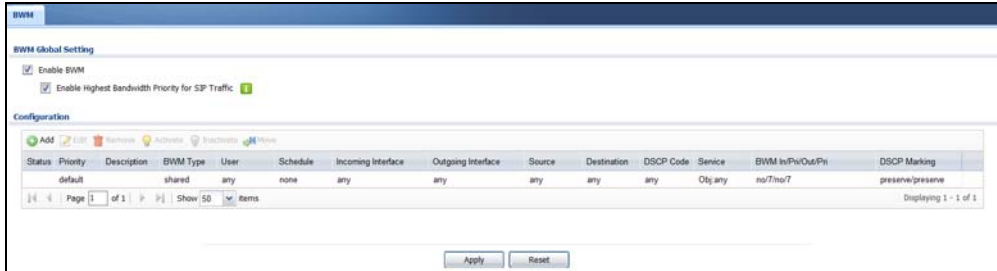 BWM
BWM Global Setting
Enable BWM
Enable Highest Bandwidth Priority for SIP Traffic
Configuration
Add Edit Remove Activate Inactivate Move
Status Priority Description BWM Type User Schedule Incoming Interface Outgoing Interface Source Destination DSCP Code Service BWM In/Pri/Out/Pri DSCP Marking
default shared any none any any any any any Obj:any no/7/no/7 preserve/preserve
Page 1 of 1 Show 50 items Displaying 1 - 1 of 1
Apply Reset